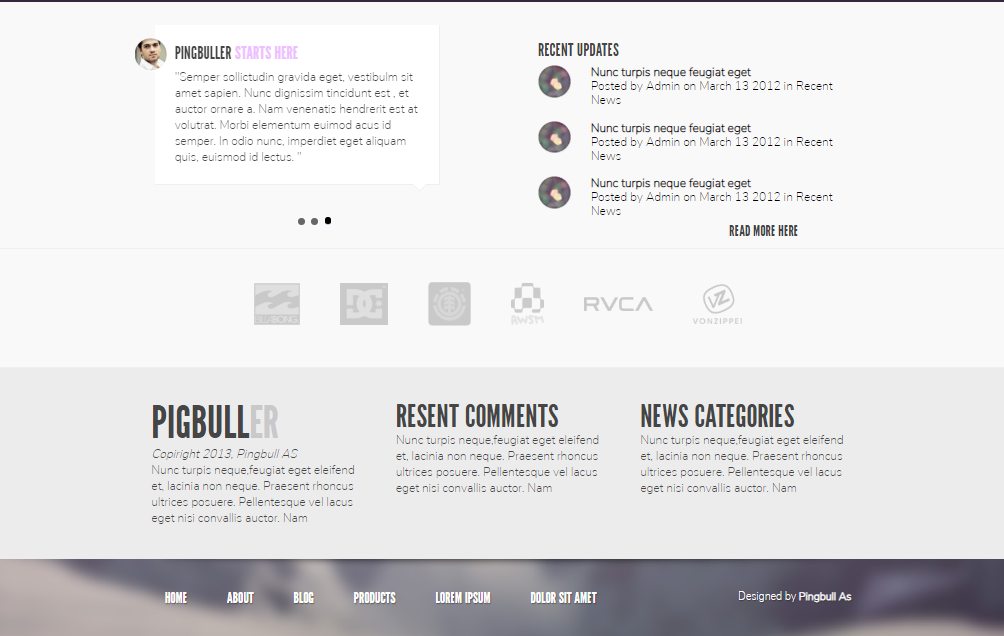 PINGBULLER STARTS HERE
"Semper sollictudin gravida eget, vestibulm sit
amet sapien. Nunc dignissim tincidunt est , et
auctor ornare a. Nam venenatis hendrerit est at
volutrat. Morbi elementum euimod acus id
semper. In odio nunc, imperdiet eget aliquam
quis, euismod id lectus. "
RECENT UPDATES
Nunc turpis neque feugiat eget
Posted by Admin on March 13 2012 in Recent
News
Nunc turpis neque feugiat eget
Posted by Admin on March 13 2012 in Recent
News
Nunc turpis neque feugiat eget
Posted by Admin on March 13 2012 in Recent
News
READ MORE HERE
BILLABONG
DC
RWSM
RVCA
VZ
VONZIPPEI
PIGBULLER
Copiright 2013, Pingbull AS
Nunc turpis neque,feugiat eget eleifend
et, lacinia non neque. Praesent rhoncus
ultrices posuere. Pellentesque vel lacus
eget nisi convallis auctor. Nam
RESENT COMMENTS
Nunc turpis neque,feugiat eget eleifend
et, lacinia non neque. Praesent rhoncus
ultrices posuere. Pellentesque vel lacus
eget nisi convallis auctor. Nam
NEWS CATEGORIES
Nunc turpis neque,feugiat eget eleifend
et, lacinia non neque. Praesent rhoncus
ultrices posuere. Pellentesque vel lacus
eget nisi convallis auctor. Nam
HOME ABOUT BLOG PRODUCTS LOREM IPSUM DOLOR SIT AMET
Designed by Pingbull As